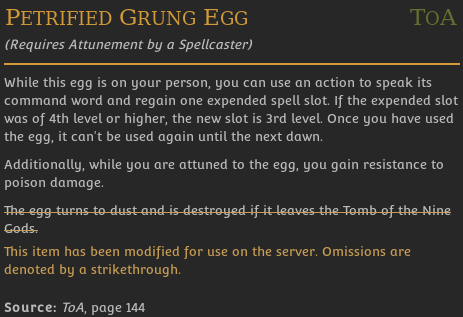 Petrified Grung Egg ToA
(Requires Attunement by a Spellcaster)
While this egg is on your person, you can use an action to speak its
command word and regain one expended spell slot. If the expended slot
was of 4th level or higher, the new slot is 3rd level. Once you have used
the egg, it can't be used again until the next dawn.
Additionally, while you are attuned to the egg, you gain resistance to
poison damage.
The egg turns to dust and is destroyed if it leaves the Tomb of the Nine
Gods.
This item has been modified for use on the server. Omissions are
denoted by a strikethrough.
Source: ToA, page 144